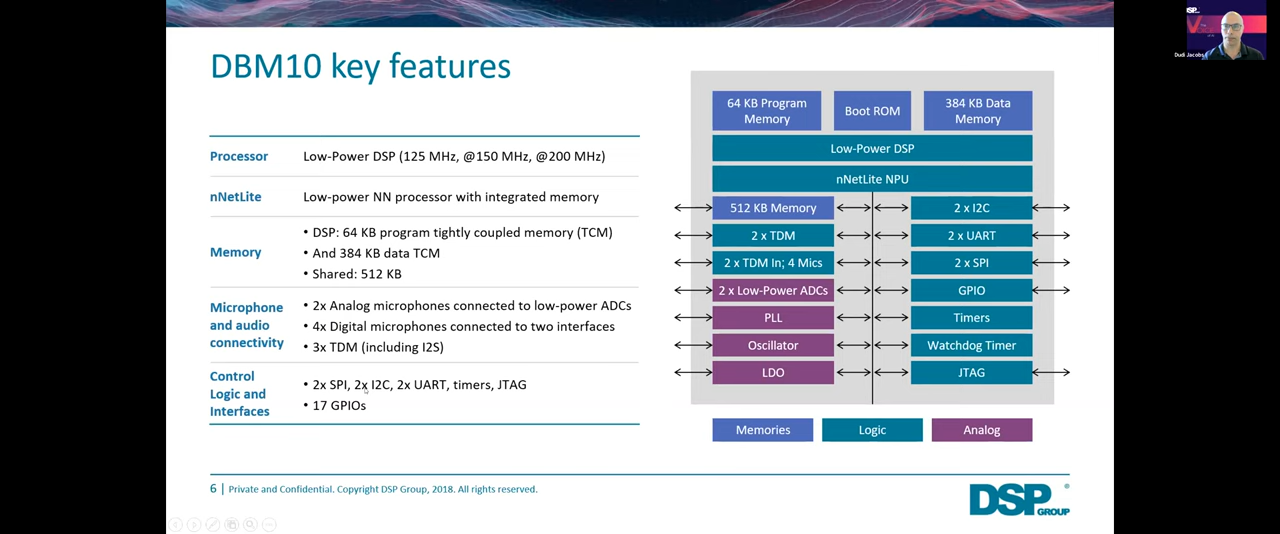 DBM10 key features
Processor
Low-Power DSP (125 MHz, @150 MHz, @200 MHz)
nNetLite
Low-power NN processor with integrated memory
Memory
• DSP: 64 KB program tightly coupled memory (TCM)
• And 384 KB data TCM
• Shared: 512 KB
Microphone
and audio
connectivity
• 2x Analog microphones connected to low-power ADCs
• 4x Digital microphones connected to two interfaces
• 3x TDM (including I2S)
Control
Logic and
Interfaces
• 2x SPI, 2x I2C, 2x UART, timers, JTAG
• 17 GPIOs
64 KB Program
Memory
Boot ROM
384 KB Data
Memory
Low-Power DSP
nNetLite NPU
512 KB Memory
2 x I2C
2 x TDM
2 x UART
2 x TDM In; 4 Mics
2 x SPI
2 x Low-Power ADCs
GPIO
PLL
Timers
Oscillator
Watchdog Timer
LDO
JTAG
Memories
Logic
Analog
6 | Private and Confidential. Copyright DSP Group, 2018. All rights reserved.
DSP
GROUP
®
DSP
Dudi Jacobs